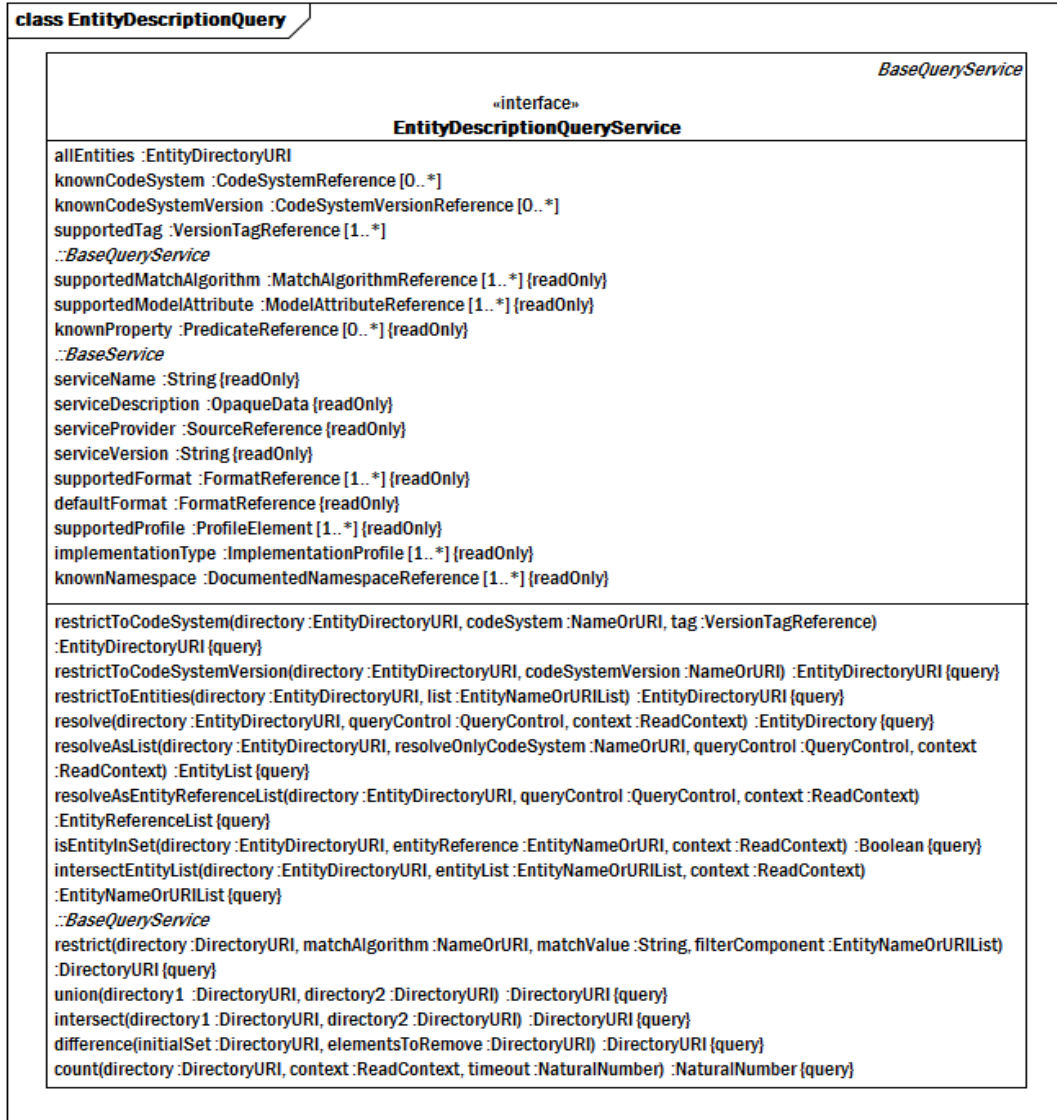 class EntityDescriptionQuery
BaseQueryService
«interface»
EntityDescriptionQueryService
allEntities :EntityDirectoryURI
knownCodeSystem :CodeSystemReference [0..*]
knownCodeSystemVersion :CodeSystemVersionReference [0..*]
supportedTag :VersionTagReference [1..*]
::BaseQueryService
supportedMatchAlgorithm :MatchAlgorithmReference [1..*] {readOnly}
supportedModelAttribute :ModelAttributeReference [1..*] {readOnly}
knownProperty :PredicateReference [0..*] {readOnly}
::BaseService
serviceName :String {readOnly}
serviceDescription :OpaqueData {readOnly}
serviceProvider :SourceReference {readOnly}
serviceVersion :String {readOnly}
supportedFormat :FormatReference [1..*] {readOnly}
defaultFormat :FormatReference {readOnly}
supportedProfile :ProfileElement [1..*] {readOnly}
implementationType :ImplementationProfile [1..*] {readOnly}
knownNamespace :DocumentedNamespaceReference [1..*] {readOnly}
restrictToCodeSystem(directory :EntityDirectoryURI, codeSystem :NameOrURI, tag :VersionTagReference)
:EntityDirectoryURI {query}
restrictToCodeSystemVersion(directory :EntityDirectoryURI, codeSystemVersion :NameOrURI) :EntityDirectoryURI {query}
restrictToEntities(directory :EntityDirectoryURI, list :EntityNameOrURIList) :EntityDirectoryURI {query}
resolve(directory :EntityDirectoryURI, queryControl :QueryControl, context :ReadContext) :EntityDirectory {query}
resolveAsList(directory :EntityDirectoryURI, resolveOnlyCodeSystem :NameOrURI, queryControl :QueryControl, context
:ReadContext) :EntityList {query}
resolveAsEntityReferenceList(directory :EntityDirectoryURI, queryControl :QueryControl, context :ReadContext)
:EntityReferenceList {query}
isEntityInSet(directory :EntityDirectoryURI, entityReference :EntityNameOrURI, context :ReadContext) :Boolean {query}
intersectEntityList(directory :EntityDirectoryURI, entityList :EntityNameOrURIList, context :ReadContext)
:EntityNameOrURIList {query}
::BaseQueryService
restrict(directory :DirectoryURI, matchAlgorithm :NameOrURI, matchValue :String, filterComponent :EntityNameOrURIList)
:DirectoryURI {query}
union(directory1 :DirectoryURI, directory2 :DirectoryURI) :DirectoryURI {query}
intersect(directory1 :DirectoryURI, directory2 :DirectoryURI) :DirectoryURI {query}
difference(initialSet :DirectoryURI, elementsToRemove :DirectoryURI) :DirectoryURI {query}
count(directory :DirectoryURI, context :ReadContext, timeout :NaturalNumber) :NaturalNumber {query}